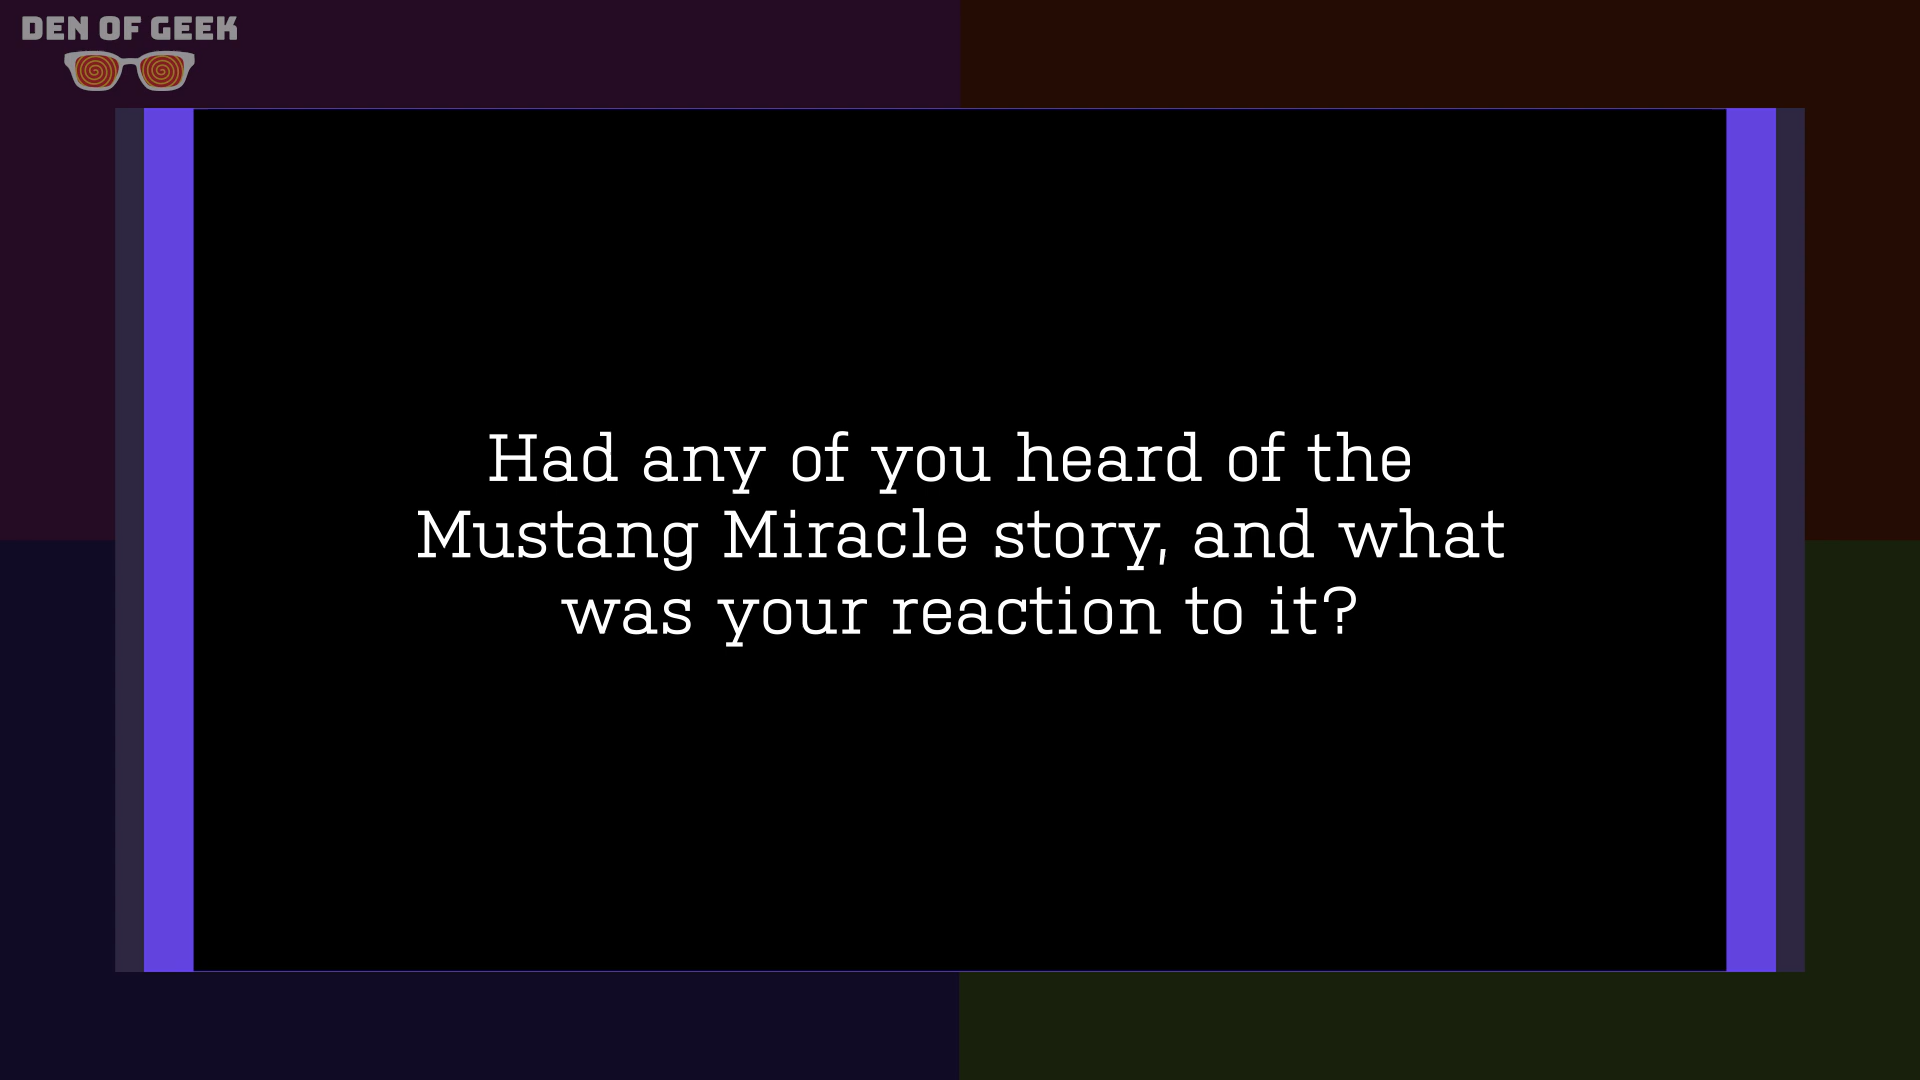 DEN OF GEEK
Had any of you heard of the
Mustang Miracle story, and what
was your reaction to it?